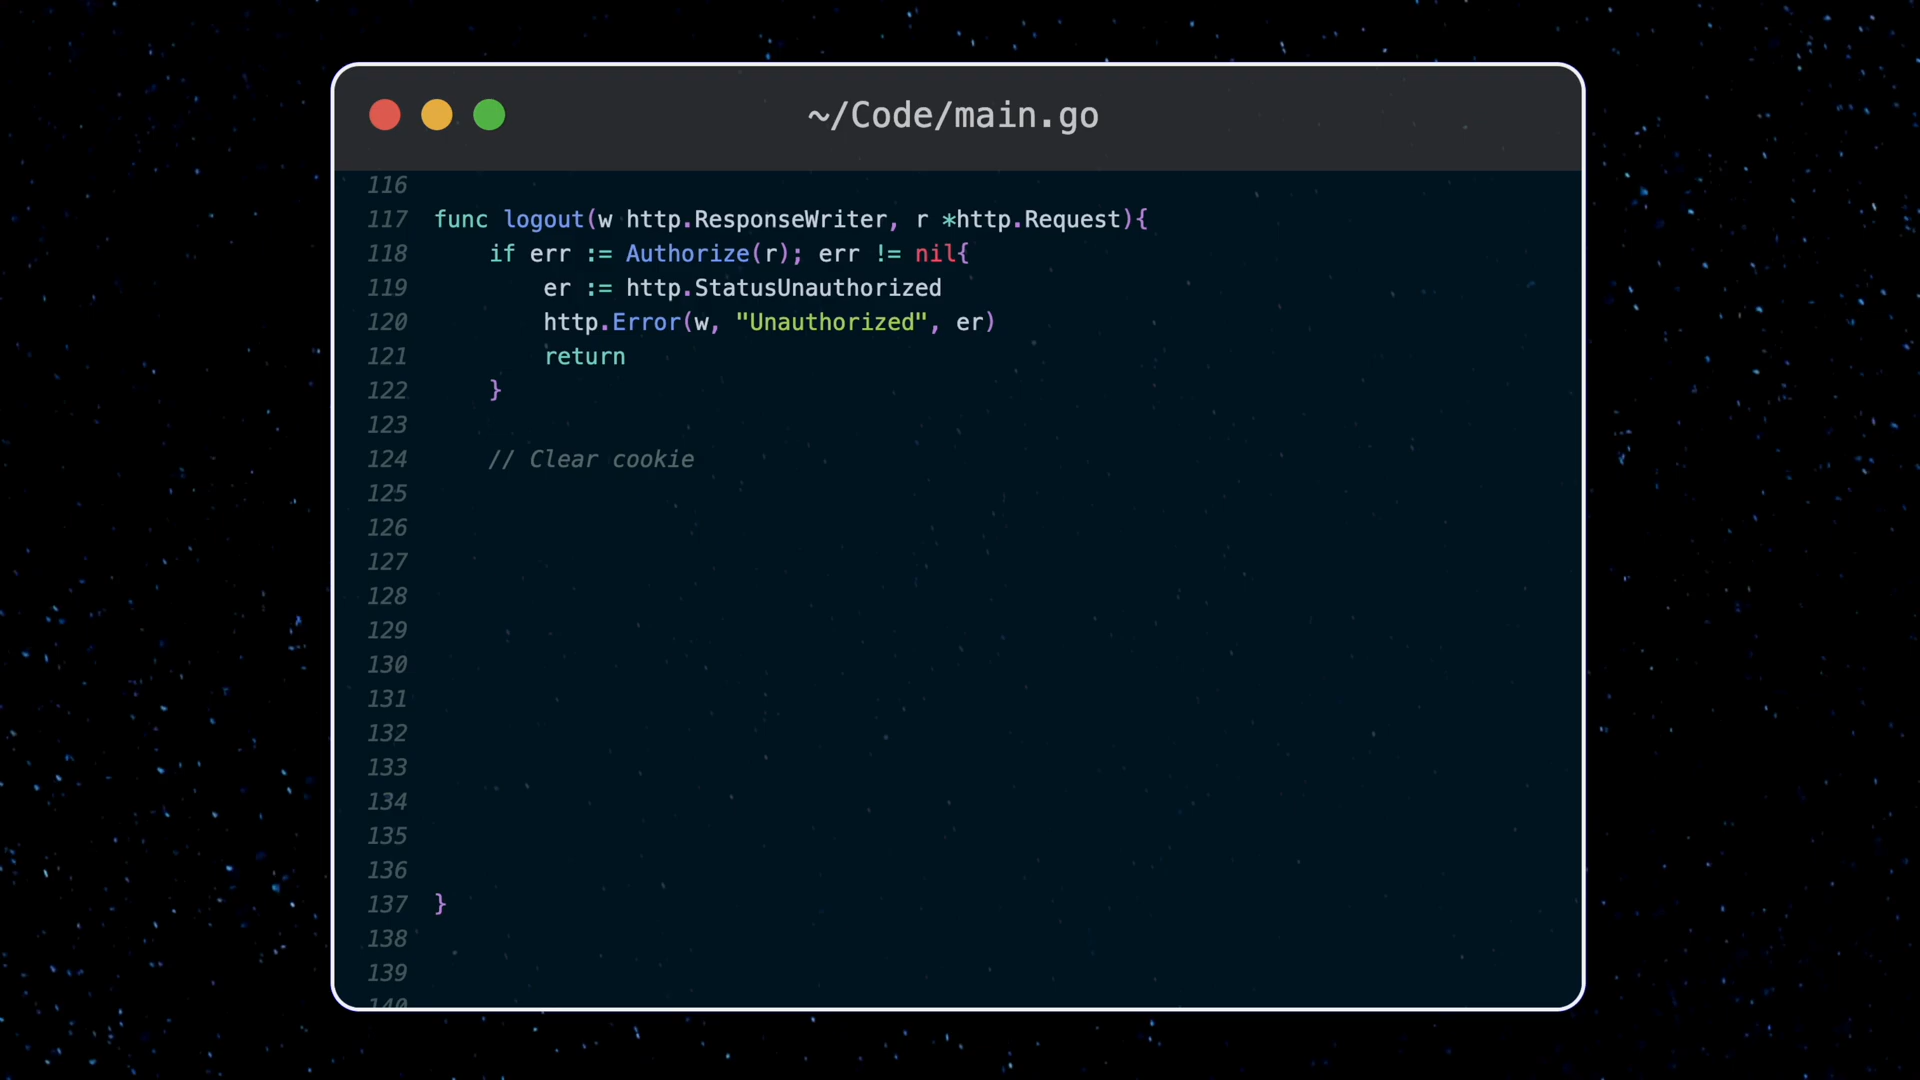 ~/Code/main.go
116
117 func logout(w http.ResponseWriter, r *http.Request){
118     if err := Authorize(r); err != nil{
119         er := http.StatusUnauthorized
120         http.Error(w, "Unauthorized", er)
121         return
122     }
123
124     // Clear cookie
125
126
127
128
129
130
131
132
133
134
135
136
137 }
138
139
140